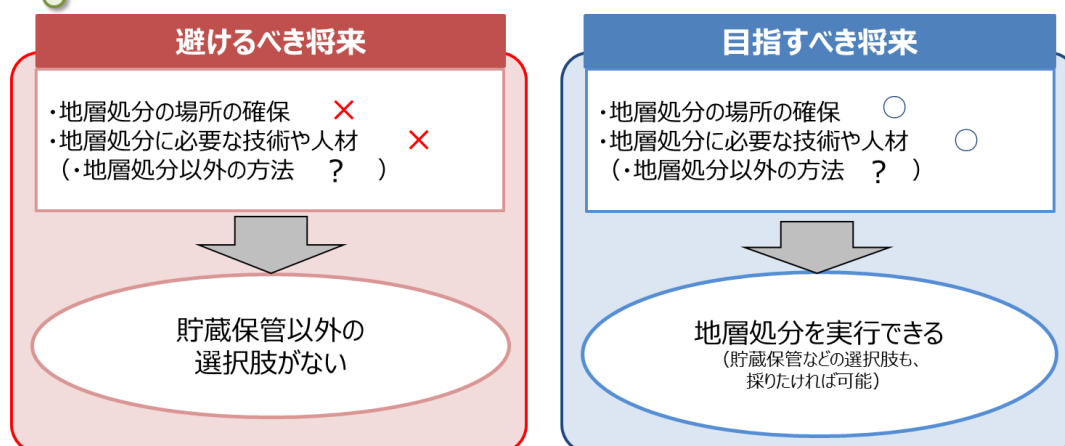 避けるべき将来
・地層処分の場所の確保 ×
・地層処分に必要な技術や人材 ×
(・地層処分以外の方法 ? )
貯蔵保管以外の
選択肢がない
目指すべき将来
・地層処分の場所の確保 ○
・地層処分に必要な技術や人材 ○
(・地層処分以外の方法 ? )
地層処分を実行できる
(貯蔵保管などの選択肢も、
採りたければ可能)